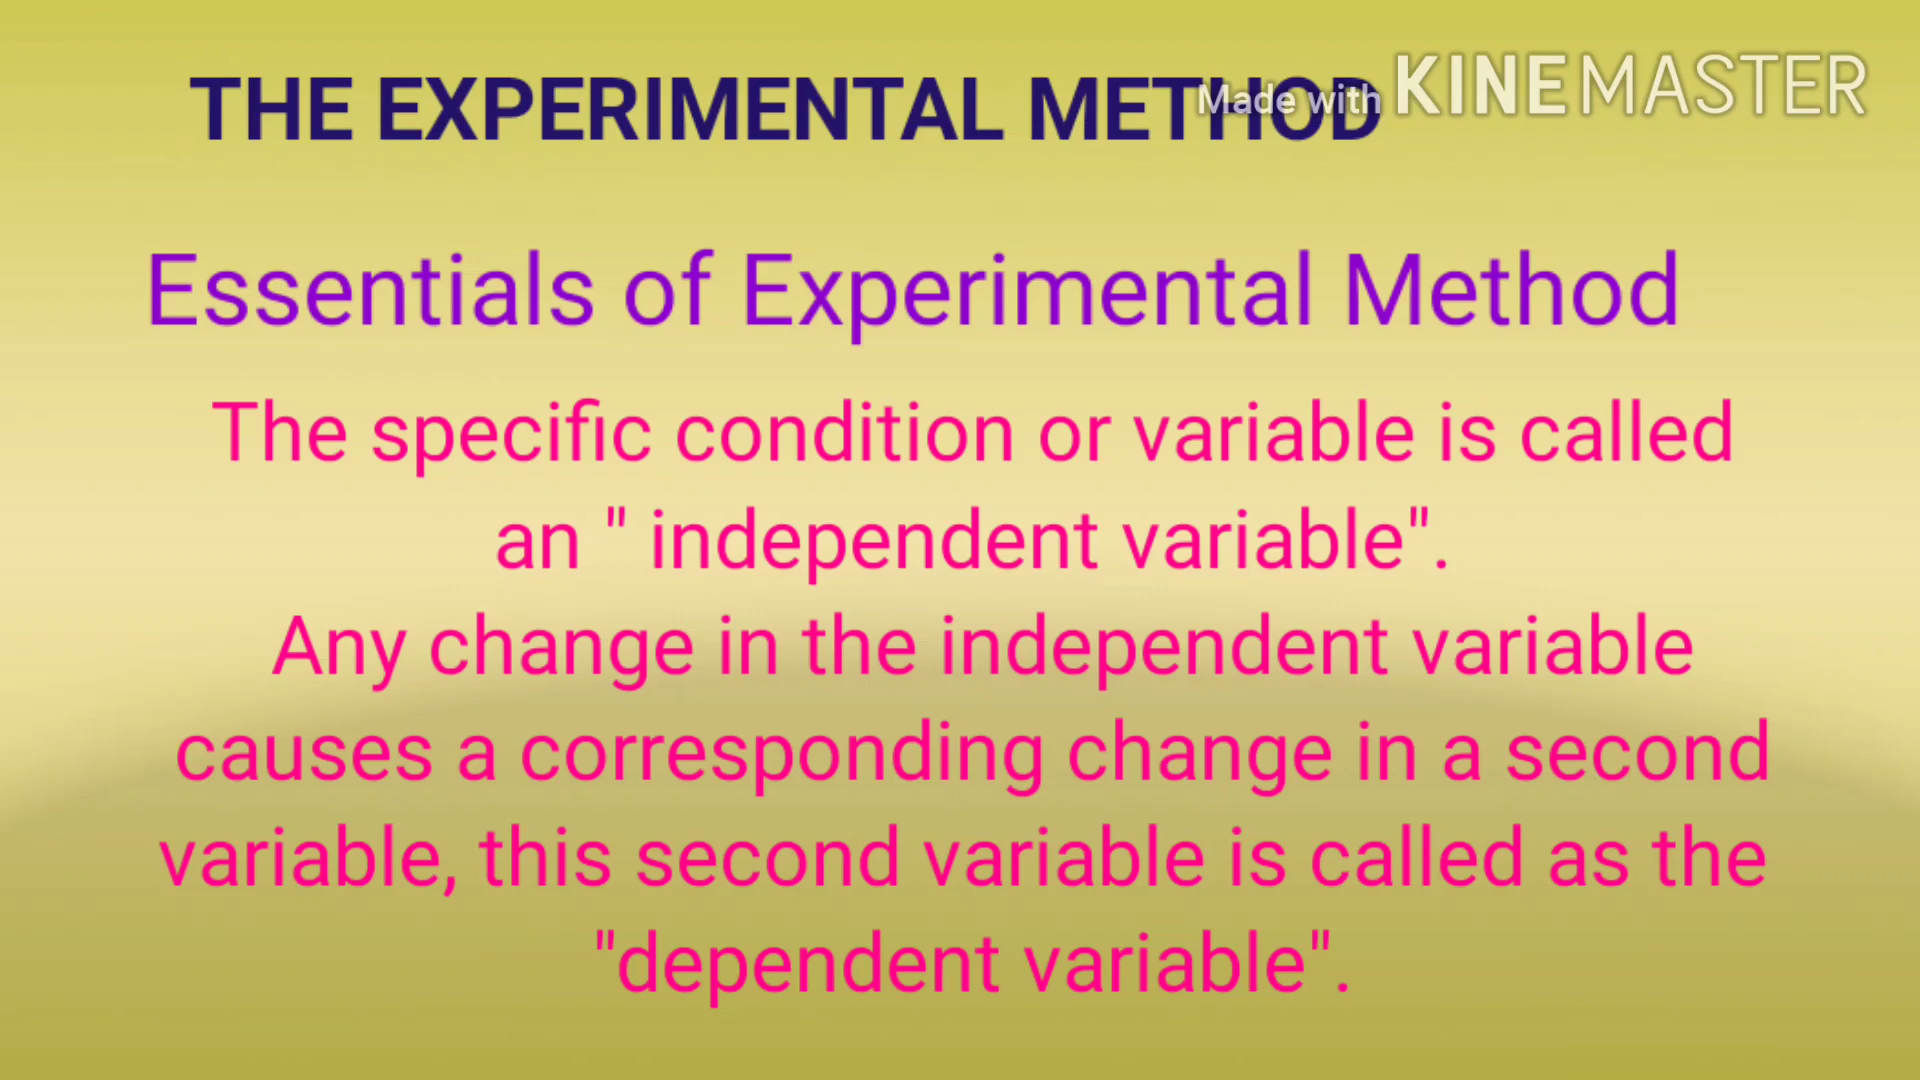 THE EXPERIMENTAL METHOD
Made with KINEMASTER
Essentials of Experimental Method
The specific condition or variable is called
an " independent variable".
Any change in the independent variable
causes a corresponding change in a second
variable, this second variable is called as the
"dependent variable".